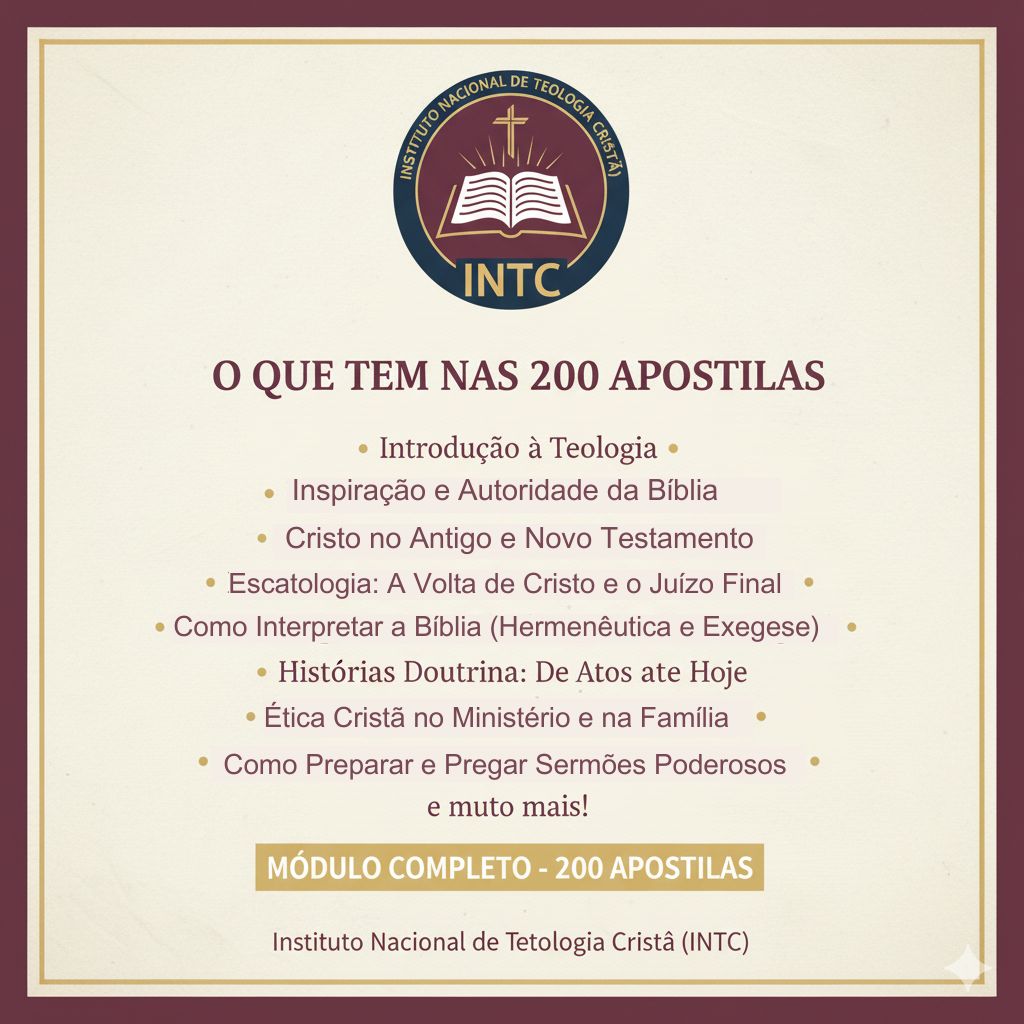 INSTITUTO NACIONAL DE TEOLOGIA CRISTÃ
INTC
O QUE TEM NAS 200 APOSTILAS
• Introdução à Teologia •
• Inspiração e Autoridade da Bíblia
• Cristo no Antigo e Novo Testamento
• Escatologia: A Volta de Cristo e o Juízo Final •
• Como Interpretar a Bíblia (Hermenêutica e Exegese) •
• Histórias Doutrina: De Atos ate Hoje
• Ética Cristã no Ministério e na Família •
• Como Preparar e Pregar Sermões Poderosos •
e muto mais!
MÓDULO COMPLETO - 200 APOSTILAS
Instituto Nacional de Tetologia Cristâ (INTC)